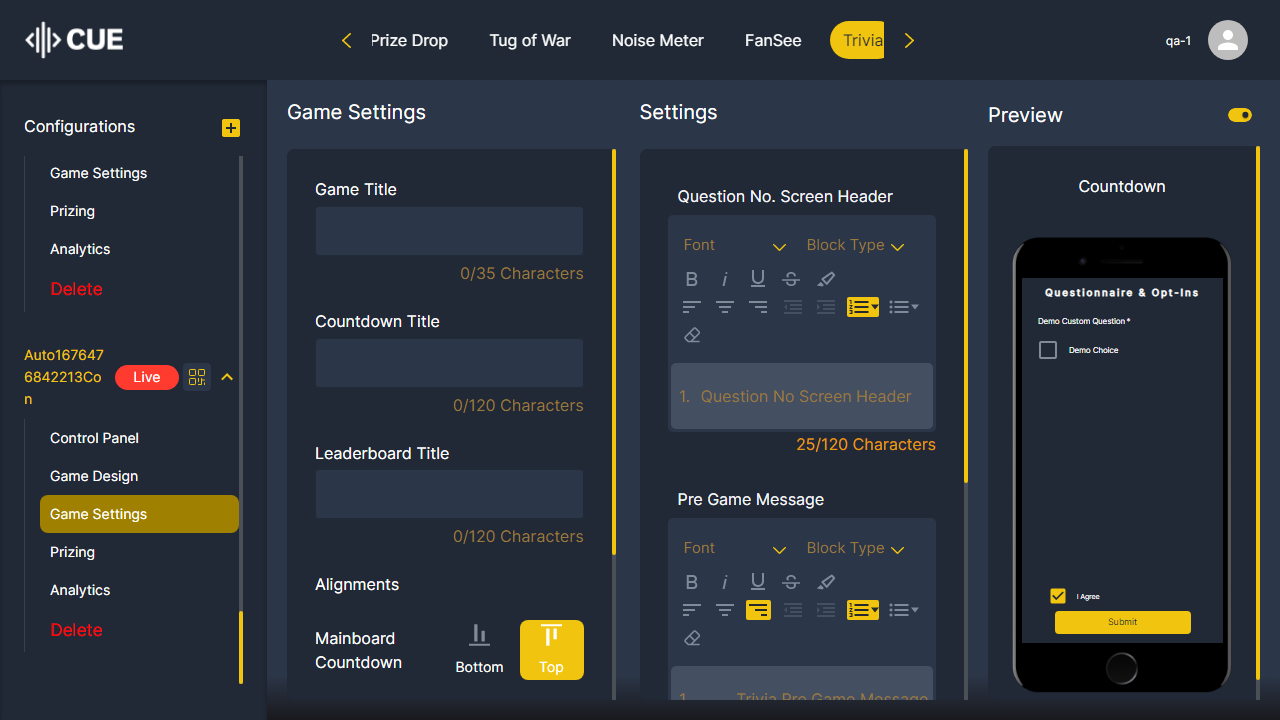 CUE
Prize Drop
Tug of War
Noise Meter
FanSee
Trivia
qa-1
Configurations
Game Settings
Prizing
Analytics
Delete
Auto167647
6842213Co
n
Live
Control Panel
Game Design
Game Settings
Prizing
Analytics
Delete
Game Settings
Game Title
0/35 Characters
Countdown Title
0/120 Characters
Leaderboard Title
0/120 Characters
Alignments
Mainboard
Countdown
Bottom
Top
Settings
Question No. Screen Header
Font
Block Type
1. Question No Screen Header
25/120 Characters
Pre Game Message
Font
Block Type
1. Trivia Pre Game Message
Preview
Countdown
Questionnaire & Opt-Ins
Demo Custom Question *
Demo Choice
I Agree
Submit